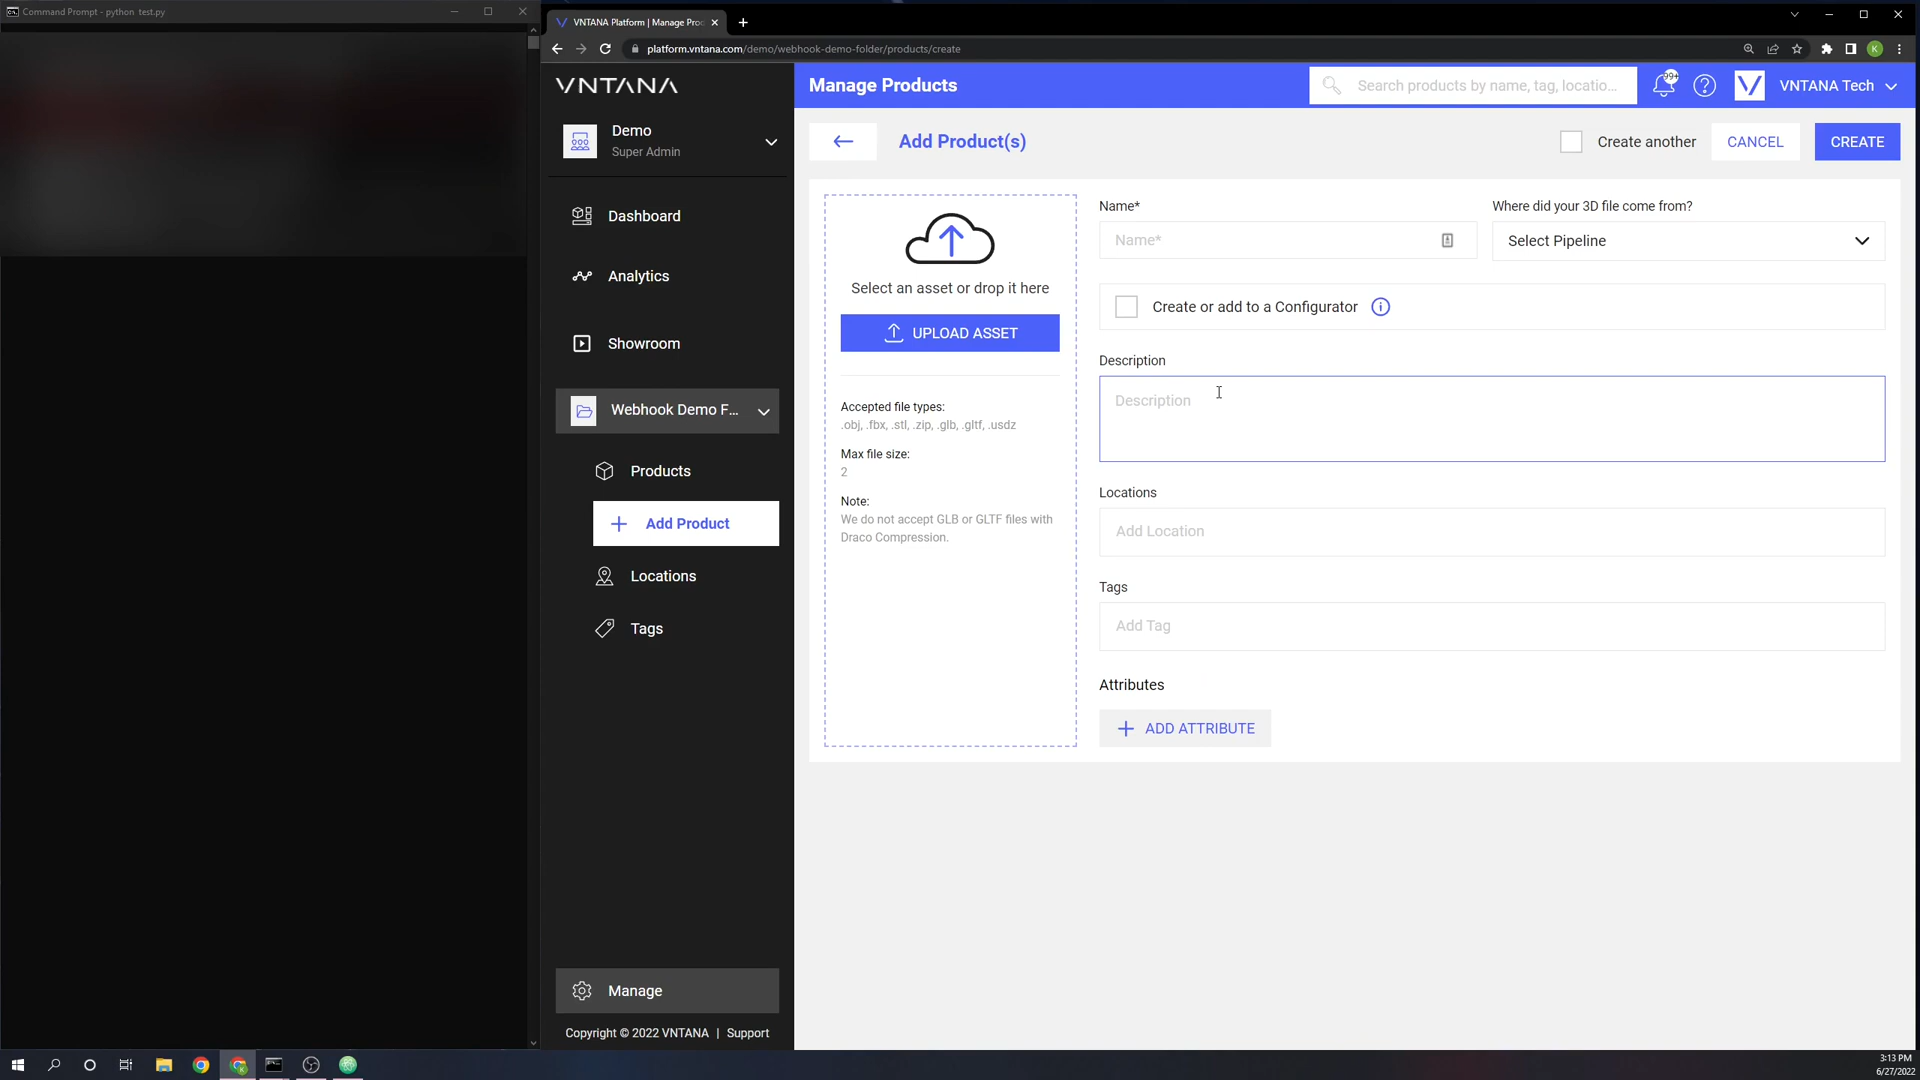 Command Prompt - python test.py
VNTANA Platform | Manage Pro
platform.vntana.com/demo/webhook-demo-folder/products/create
K
VNTANA
Demo
Super Admin
Dashboard
Analytics
Showroom
Webhook Demo F...
Products
Add Product
Locations
Tags
Manage
Copyright © 2022 VNTANA | Support
Manage Products
Search products by name, tag, locatio...
99+
VNTANA Tech
Add Product(s)
Create another
CANCEL
CREATE
Select an asset or drop it here
UPLOAD ASSET
Accepted file types:
.obj, .fbx, .stl, .zip, .glb, .gltf, .usdz
Max file size:
2
Note:
We do not accept GLB or GLTF files with
Draco Compression.
Name*
Name*
Where did your 3D file come from?
Select Pipeline
Create or add to a Configurator
Description
Description
Locations
Add Location
Tags
Add Tag
Attributes
ADD ATTRIBUTE
3:13 PM
6/27/2022